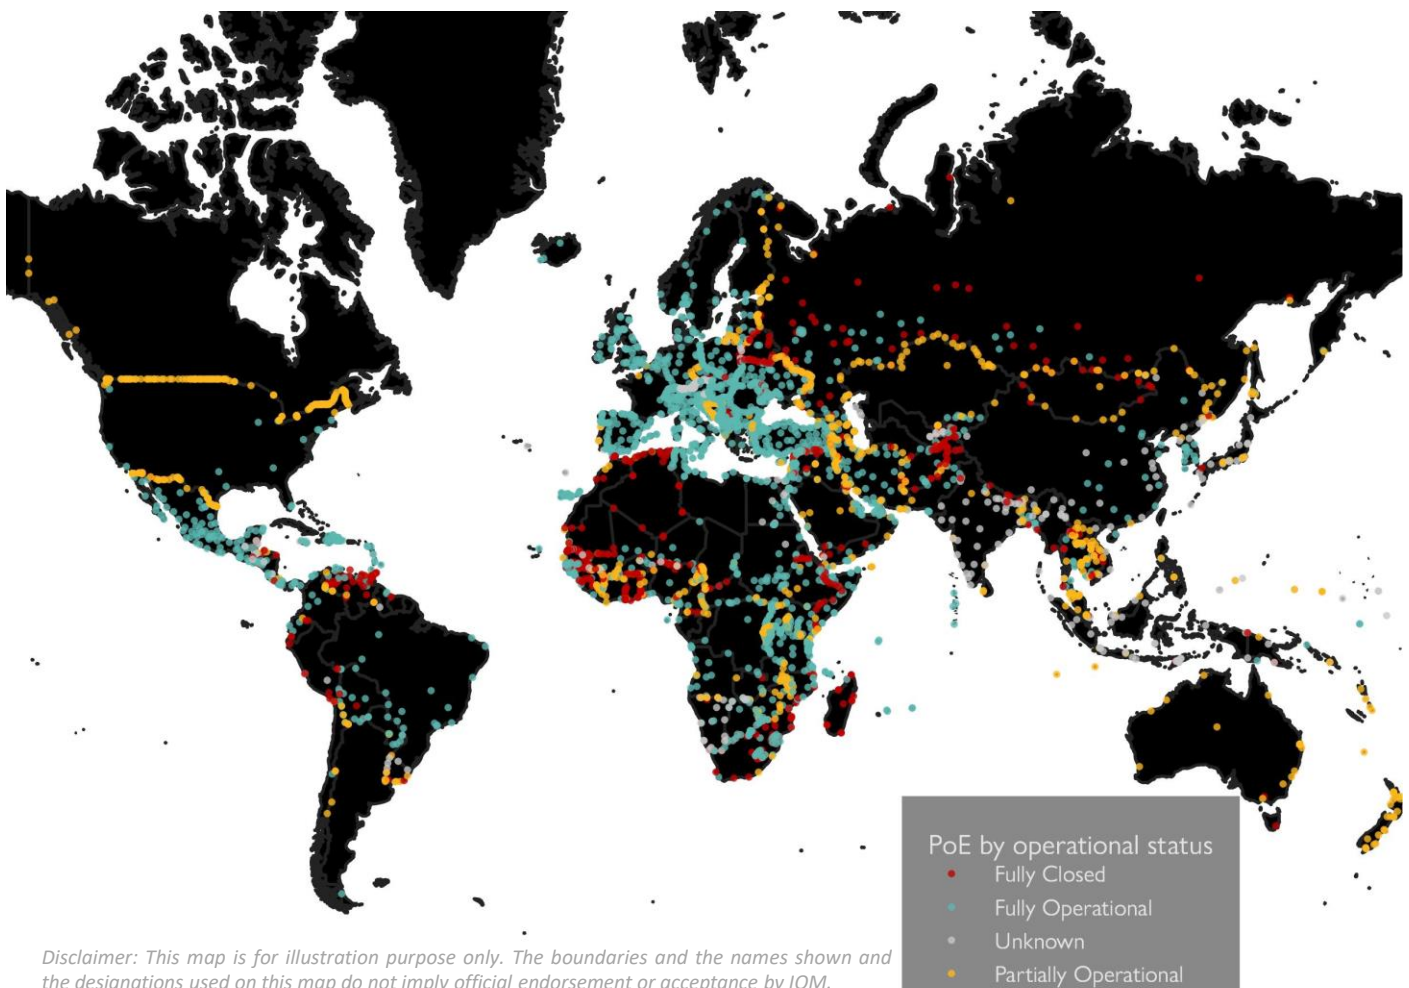 PoE by operational status
Fully Closed
Fully Operational
Unknown
Partially Operational
Disclaimer: This map is for illustration purpose only. The boundaries and the names shown and
the designations used on this map do not imply official endorsement or acceptance by IOM.